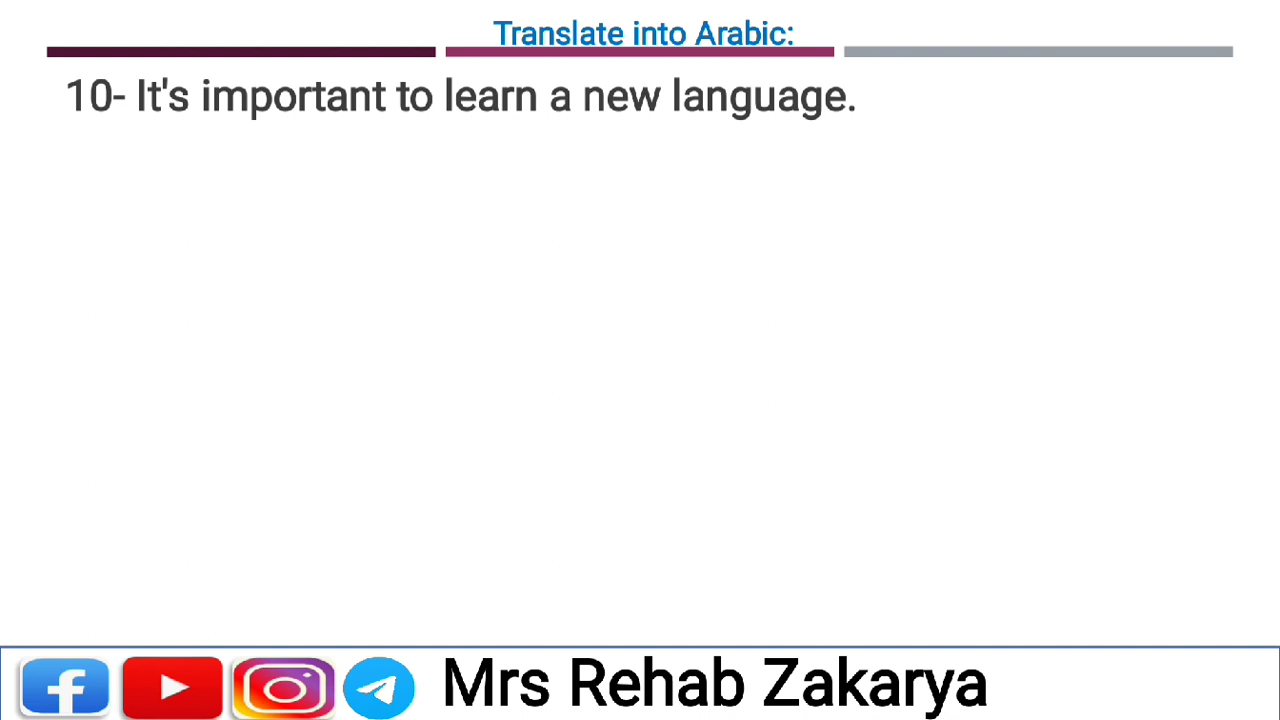 Translate into Arabic:
10- It's important to learn a new language.
Mrs Rehab Zakarya